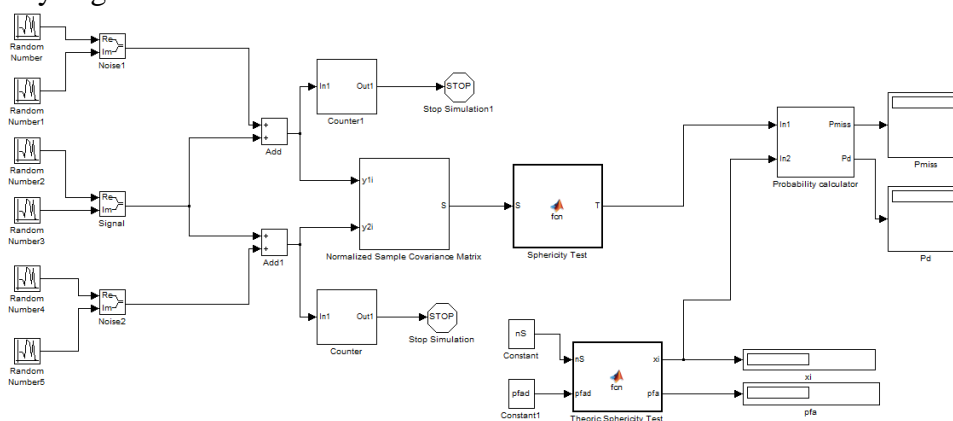 Random
Number
Re
Im
Noise1
Random
Number1
Random
Number2
Re
Im
Signal
Random
Number3
Random
Number4
Re
Im
Noise2
Random
Number5
+
+
Add
+
+
Add1
In1
Out1
Counter1
STOP
Stop Simulation1
y1i
y2i
S
Normalized Sample Covariance Matrix
In1
Out1
Counter
STOP
Stop Simulation
S
fcn
T
Sphericity Test
In1
In2
Pmiss
Pd
Probability calculator
Pmiss
Pd
nS
Constant
pfad
Constant1
nS
pfad
fcn
xi
pfa
Theoric Sphericity Test
xi
pfa